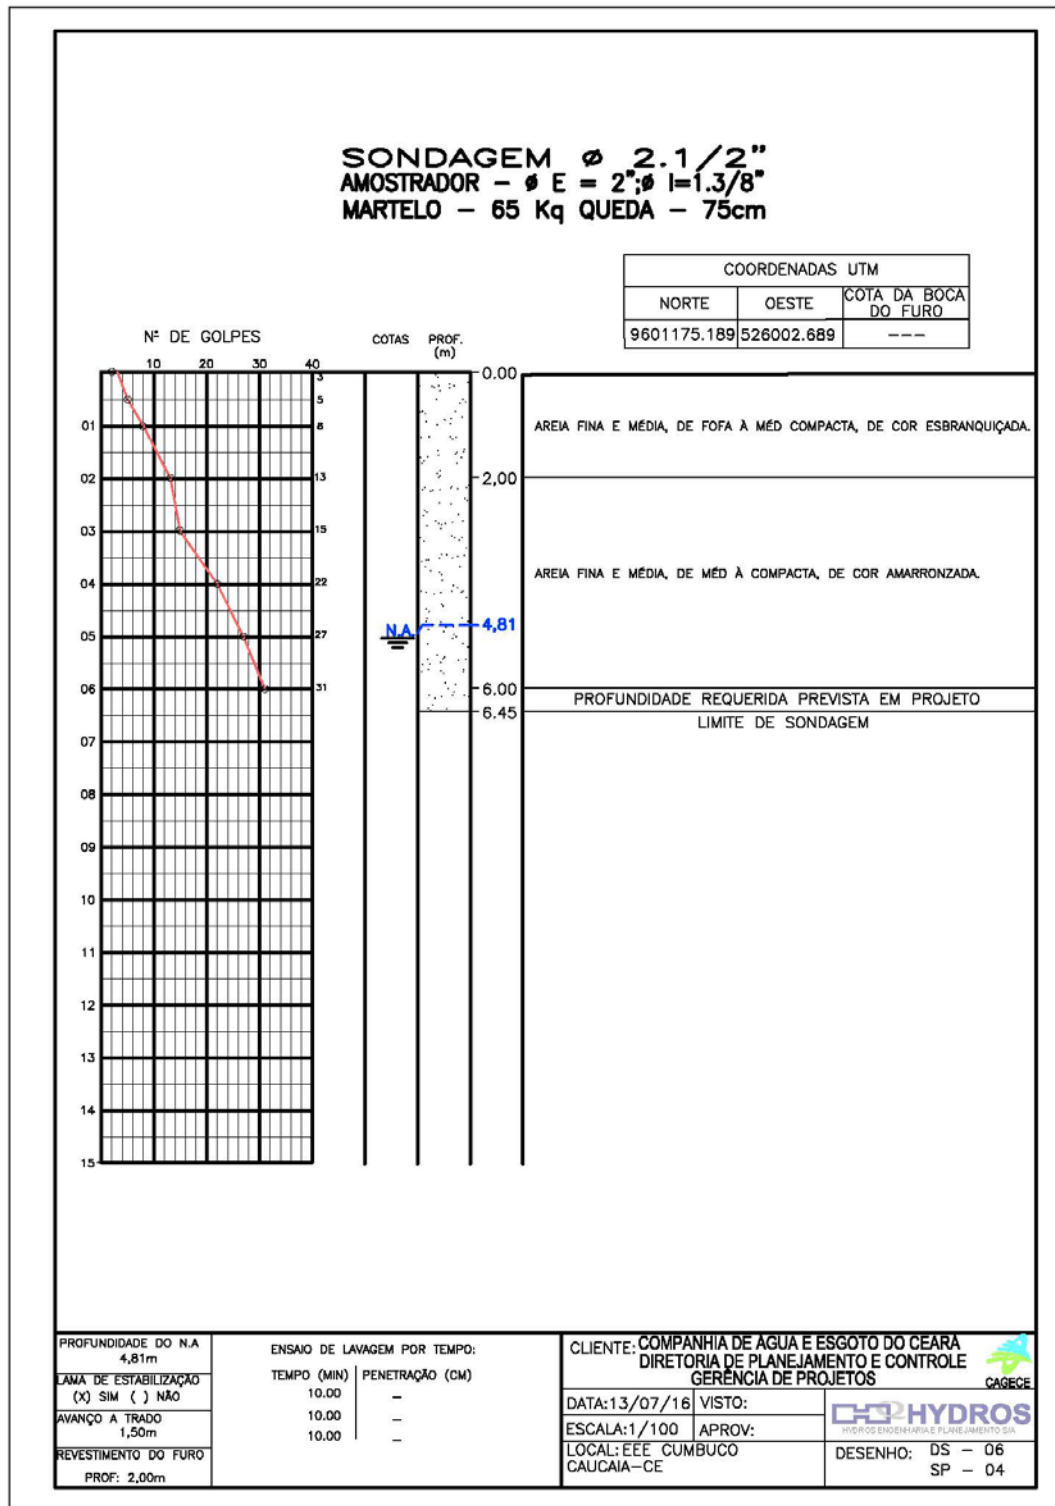 SONDAGEM ø 2.1/2"
AMOSTRADOR – ø E = 2";ø I=1.3/8"
MARTELO – 65 Kq QUEDA – 75cm
COORDENADAS UTM
NORTE OESTE COTA DA BOCA DO FURO
9601175.189 526002.689 ---
Nº DE GOLPES COTAS PROF. (m)
10 20 30 40
3 0.00
5
01 8 AREIA FINA E MÉDIA, DE FOFA À MÉD COMPACTA, DE COR ESBRANQUIÇADA.
02 13 2,00
03 15
04 22 AREIA FINA E MÉDIA, DE MÉD À COMPACTA, DE COR AMARRONZADA.
N.A. 4,81
05 27
06 31 6.00
PROFUNDIDADE REQUERIDA PREVISTA EM PROJETO
6.45
LIMITE DE SONDAGEM
07
08
09
10
11
12
13
14
15
PROFUNDIDADE DO N.A
4,81m
LAMA DE ESTABILIZAÇÃO
(X) SIM ( ) NÃO
AVANÇO A TRADO
1,50m
REVESTIMENTO DO FURO
PROF: 2,00m
ENSAIO DE LAVAGEM POR TEMPO:
TEMPO (MIN) PENETRAÇÃO (CM)
10.00 –
10.00 –
10.00 –
CLIENTE: COMPANHIA DE ÁGUA E ESGOTO DO CEARÁ
DIRETORIA DE PLANEJAMENTO E CONTROLE
GERÊNCIA DE PROJETOS
CAGECE
DATA:13/07/16 VISTO:
ESCALA:1/100 APROV:
HYDROS
HYDROS ENGENHARIA E PLANEJAMENTO S/A
LOCAL: EEE CUMBUCO
CAUCAIA–CE
DESENHO: DS – 06
SP – 04